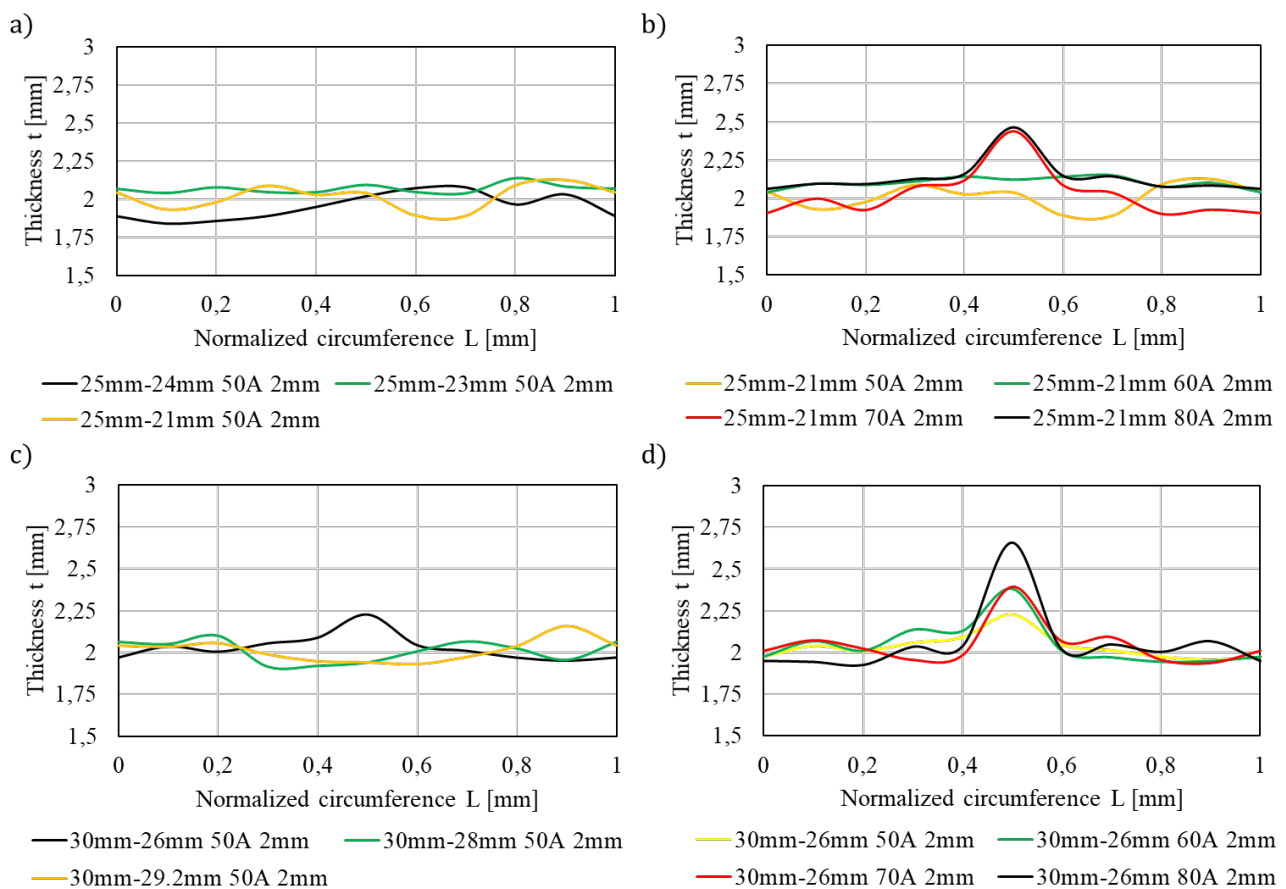 a)
3
2,75
2,5
2,25
2
1,75
1,5
Thickness t [mm]
0 0,2 0,4 0,6 0,8 1
Normalized circumference L [mm]
25mm-24mm 50A 2mm 25mm-23mm 50A 2mm
25mm-21mm 50A 2mm
b)
3
2,75
2,5
2,25
2
1,75
1,5
Thickness t [mm]
0 0,2 0,4 0,6 0,8 1
Normalized circumference L [mm]
25mm-21mm 50A 2mm 25mm-21mm 60A 2mm
25mm-21mm 70A 2mm 25mm-21mm 80A 2mm
c)
3
2,75
2,5
2,25
2
1,75
1,5
Thickness t [mm]
0 0,2 0,4 0,6 0,8 1
Normalized circumference L [mm]
30mm-26mm 50A 2mm 30mm-28mm 50A 2mm
30mm-29.2mm 50A 2mm
d)
3
2,75
2,5
2,25
2
1,75
1,5
Thickness t [mm]
0 0,2 0,4 0,6 0,8 1
Normalized circumference L [mm]
30mm-26mm 50A 2mm 30mm-26mm 60A 2mm
30mm-26mm 70A 2mm 30mm-26mm 80A 2mm